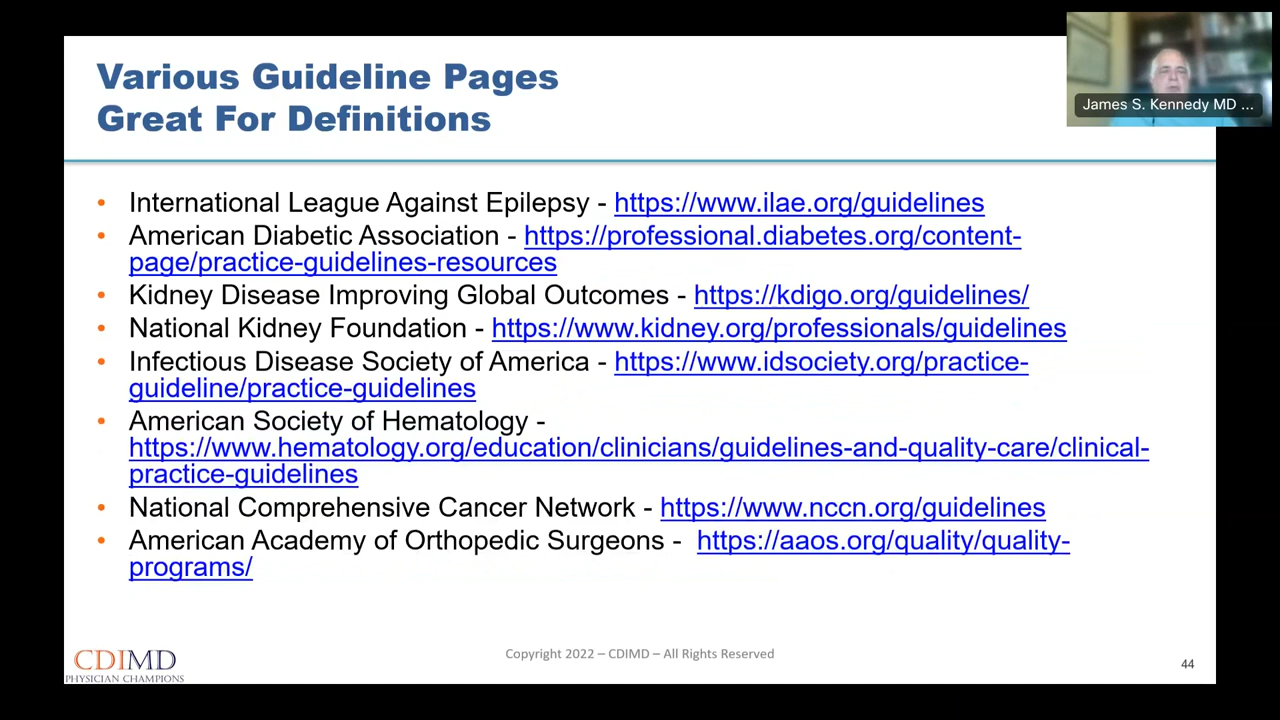 Various Guideline Pages
Great For Definitions
James S. Kennedy MD ...
• International League Against Epilepsy - https://www.ilae.org/guidelines
• American Diabetic Association - https://professional.diabetes.org/content-
page/practice-guidelines-resources
• Kidney Disease Improving Global Outcomes - https://kdigo.org/guidelines/
• National Kidney Foundation - https://www.kidney.org/professionals/guidelines
• Infectious Disease Society of America - https://www.idsociety.org/practice-
guideline/practice-guidelines
• American Society of Hematology -
https://www.hematology.org/education/clinicians/guidelines-and-quality-care/clinical-
practice-guidelines
• National Comprehensive Cancer Network - https://www.nccn.org/guidelines
• American Academy of Orthopedic Surgeons - https://aaos.org/quality/quality-
programs/
CDIMD
PHYSICIAN CHAMPIONS
Copyright 2022 – CDIMD – All Rights Reserved
44